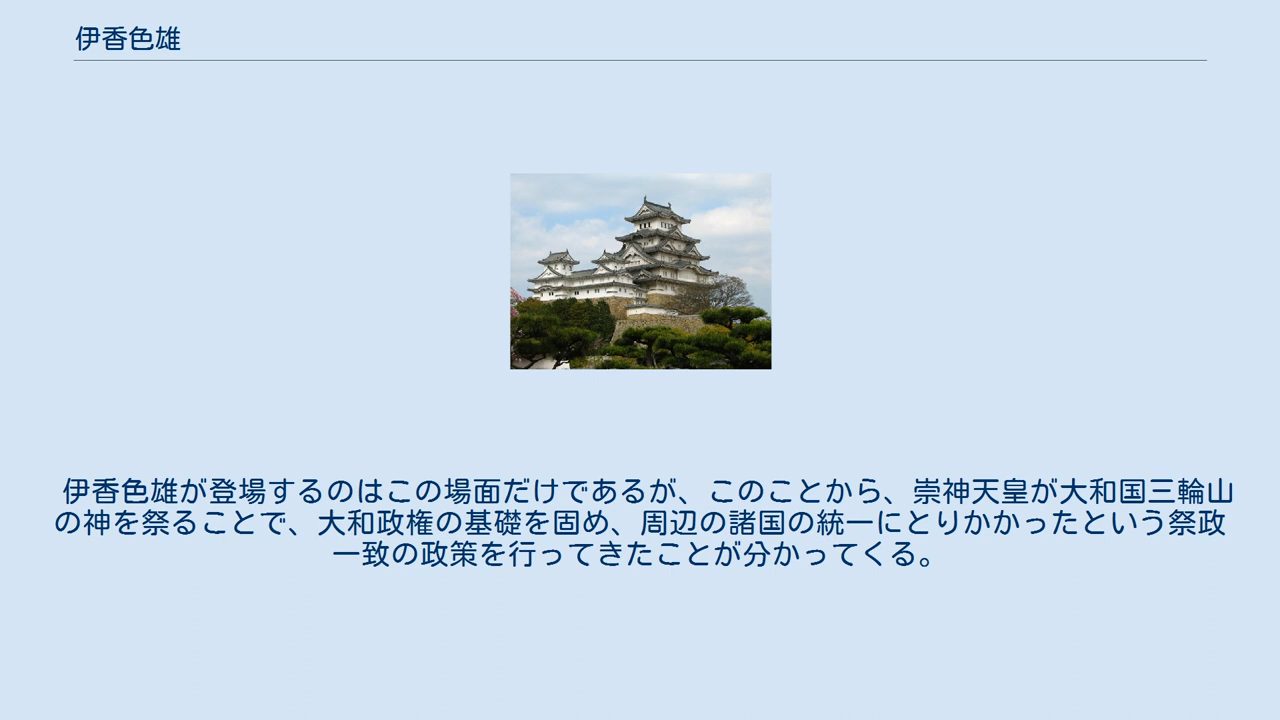 伊香色雄
伊香色雄が登場するのはこの場面だけであるが、このことから、崇神天皇が大和国三輪山
の神を祭ることで、大和政権の基礎を固め、周辺の諸国の統一にとりかかったという祭政
一致の政策を行ってきたことが分かってくる。